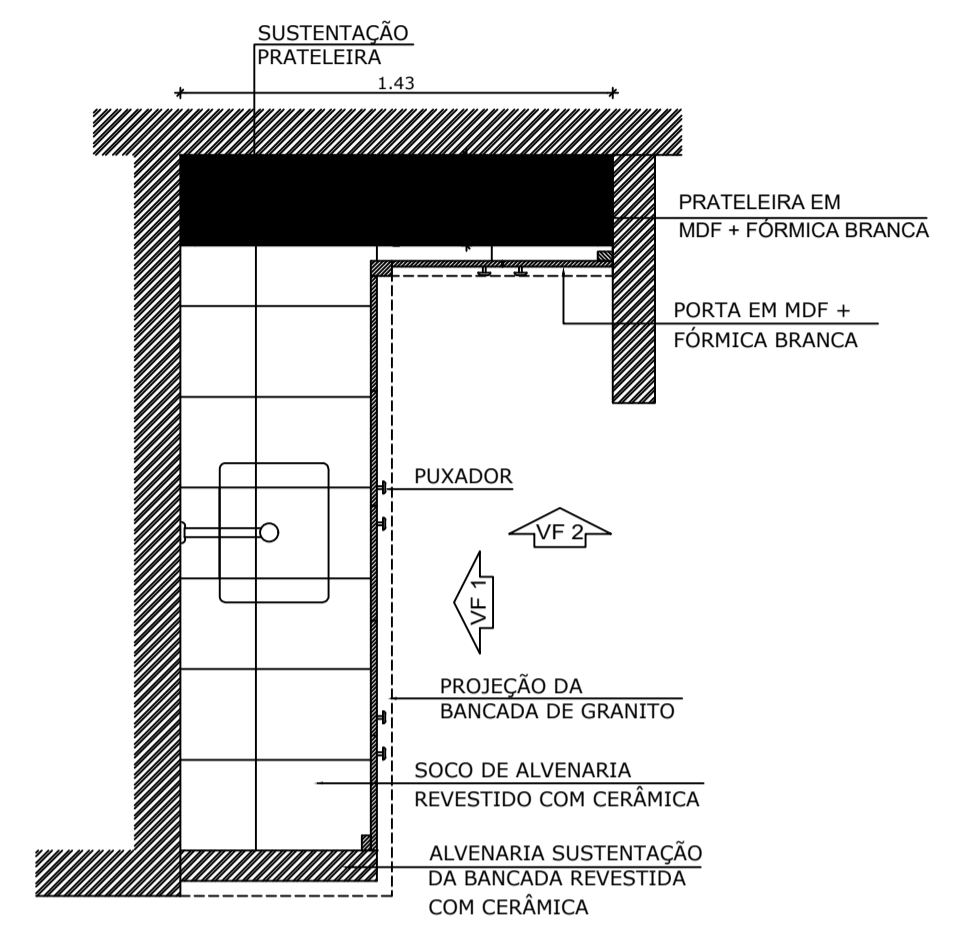 SUSTENTAÇÃO
PRATELEIRA
1.43
PRATELEIRA EM
MDF + FÓRMICA BRANCA
PORTA EM MDF +
FÓRMICA BRANCA
PUXADOR
VF 2
VF 1
PROJEÇÃO DA
BANCADA DE GRANITO
SOCO DE ALVENARIA
REVESTIDO COM CERÂMICA
ALVENARIA SUSTENTAÇÃO
DA BANCADA REVESTIDA
COM CERÂMICA